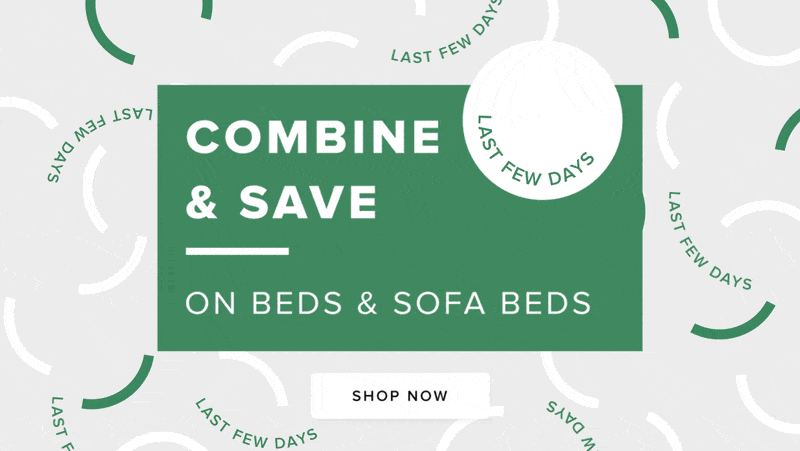 LAST FEW DAYS
LAST FEW DAYS
COMBINE
& SAVE
LAST FEW DAYS
ON BEDS & SOFA BEDS
LAST FEW DAYS
SHOP NOW
LAST F
LAST FEW DAYS
W DAYS